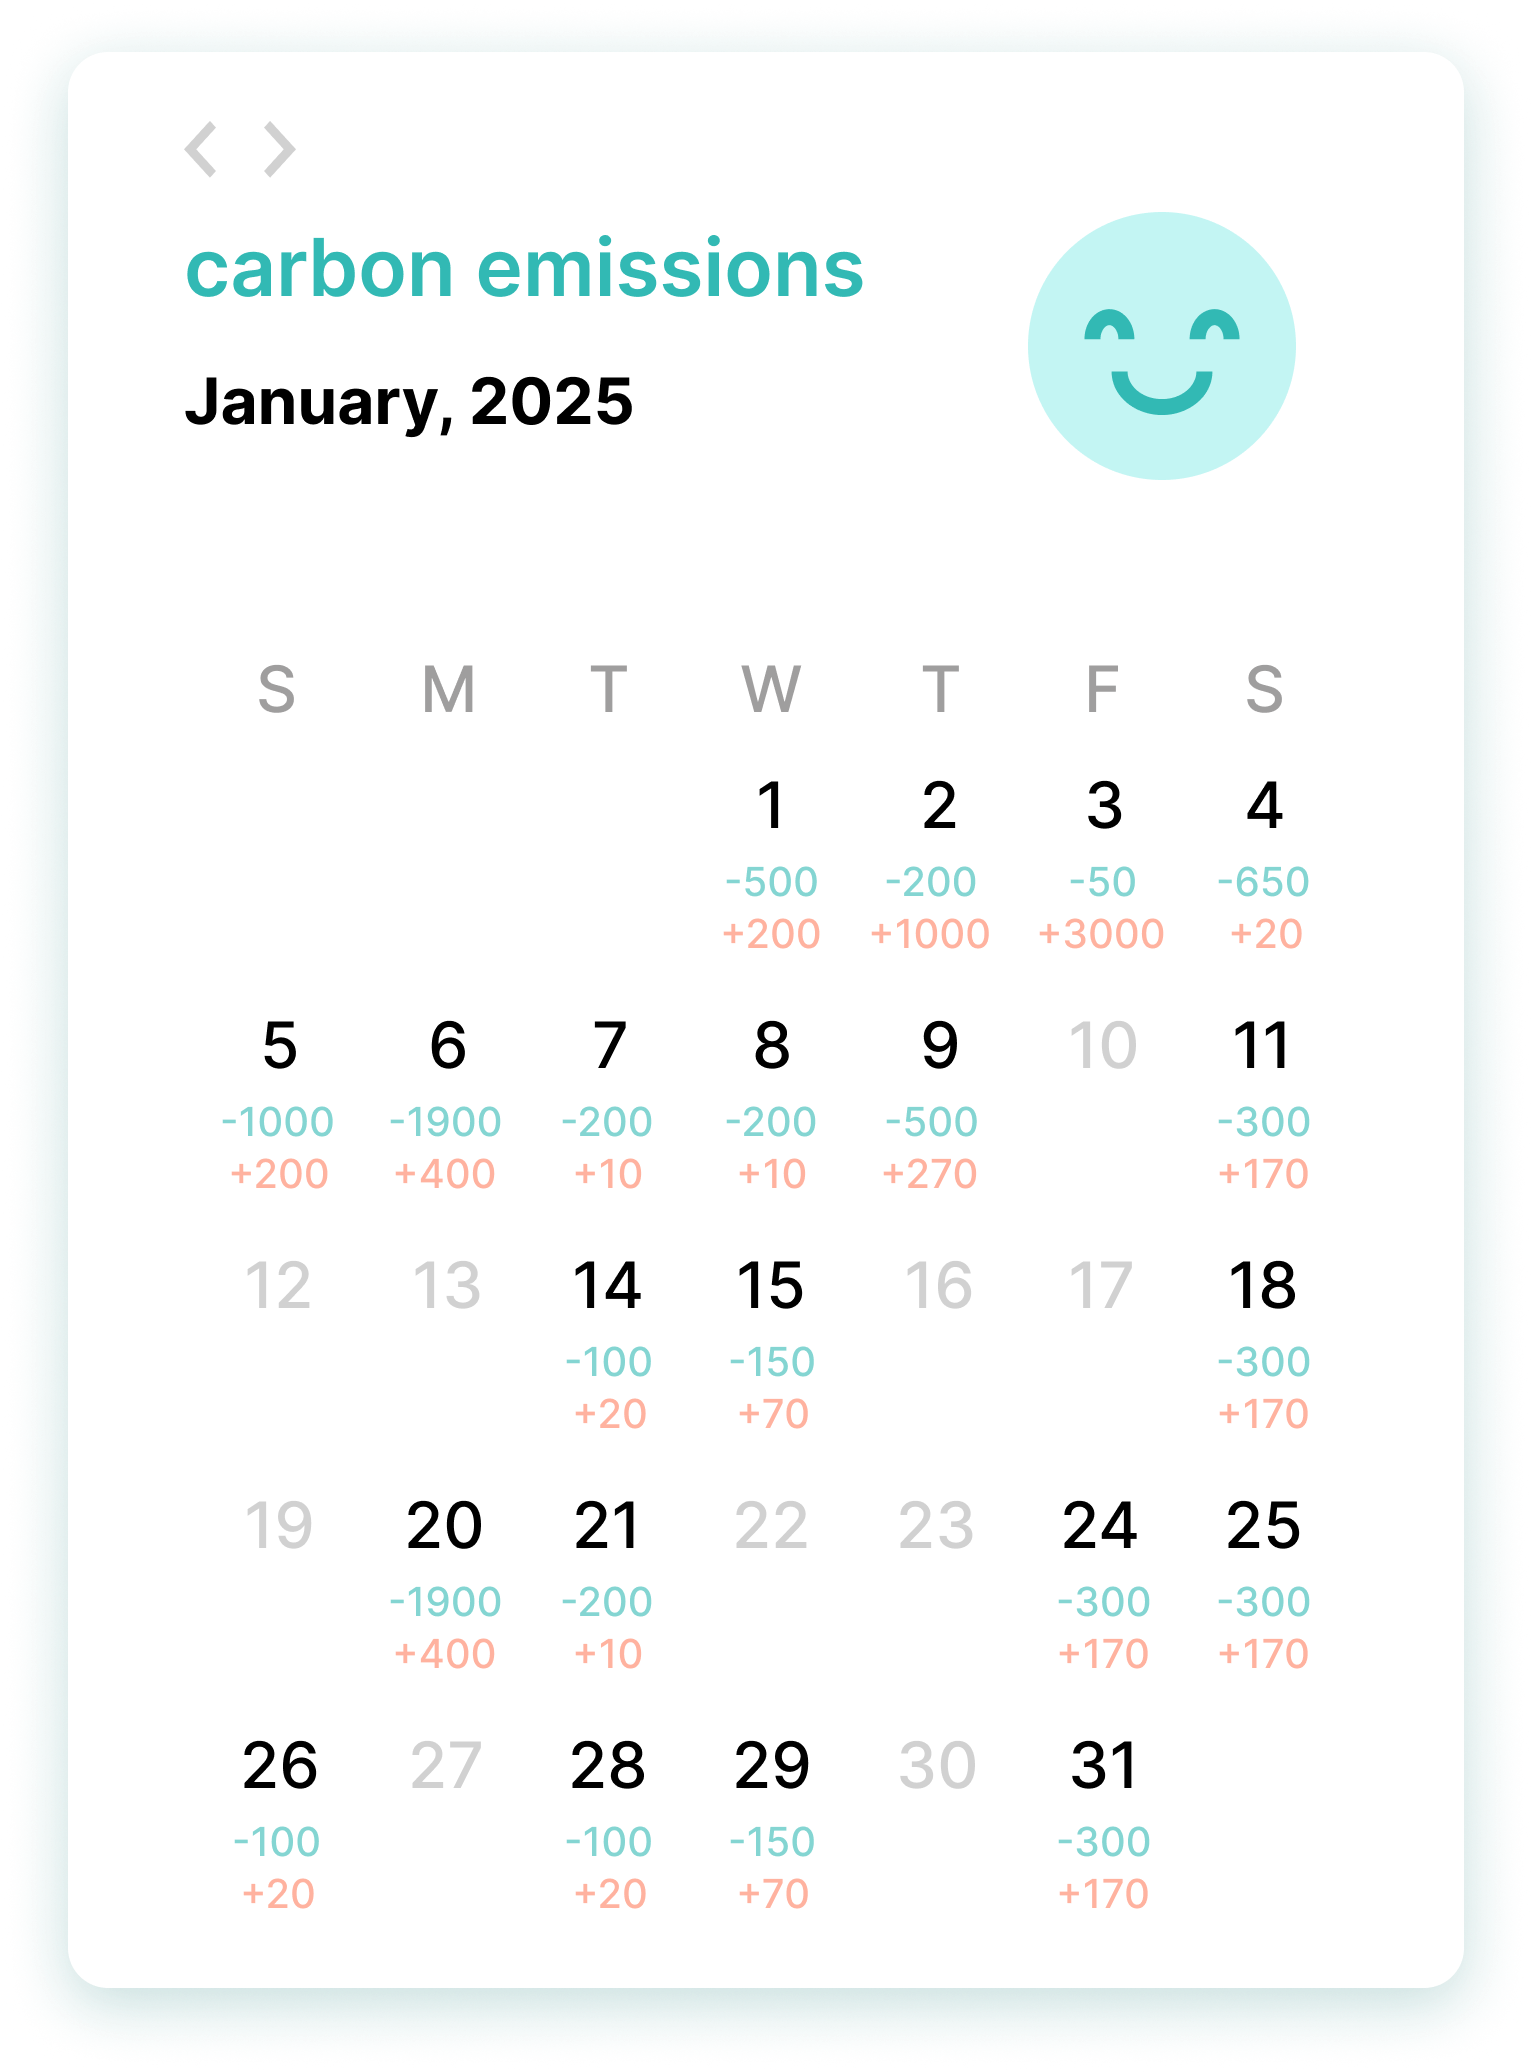 carbon emissions
January, 2025
S M T W T F S
1 2 3 4
-500 -200 -50 -650
+200 +1000 +3000 +20
5 6 7 8 9 10 11
-1000 -1900 -200 -200 -500 -300
+200 +400 +10 +10 +270 +170
12 13 14 15 16 17 18
-100 -150 -300
+20 +70 +170
19 20 21 22 23 24 25
-1900 -200 -300 -300
+400 +10 +170 +170
26 27 28 29 30 31
-100 -100 -150 -300
+20 +20 +70 +170